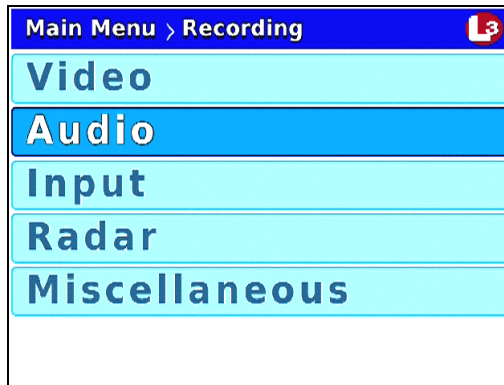 Main Menu > Recording L3
Video
Audio
Input
Radar
Miscellaneous